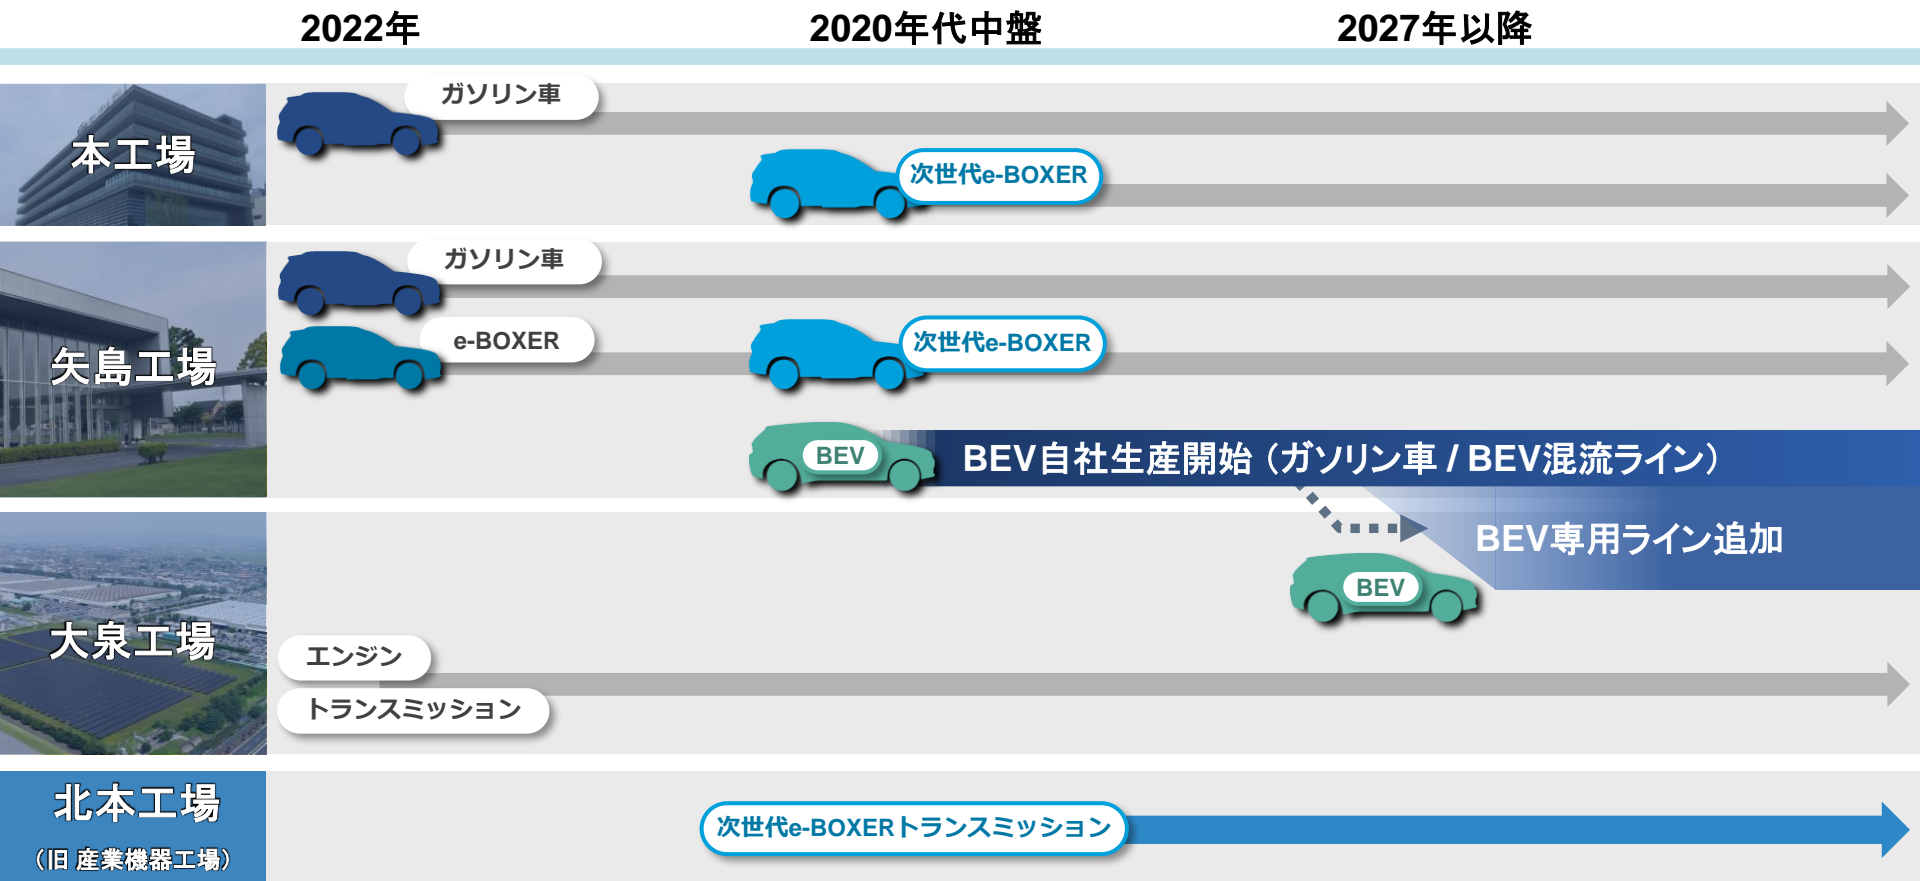 2022年
2020年代中盤
2027年以降
本工場
ガソリン車
次世代e-BOXER
矢島工場
ガソリン車
e-BOXER
次世代e-BOXER
BEV
BEV自社生産開始（ガソリン車 / BEV混流ライン）
BEV専用ライン追加
大泉工場
BEV
エンジン
トランスミッション
北本工場
（旧 産業機器工場）
次世代e-BOXERトランスミッション